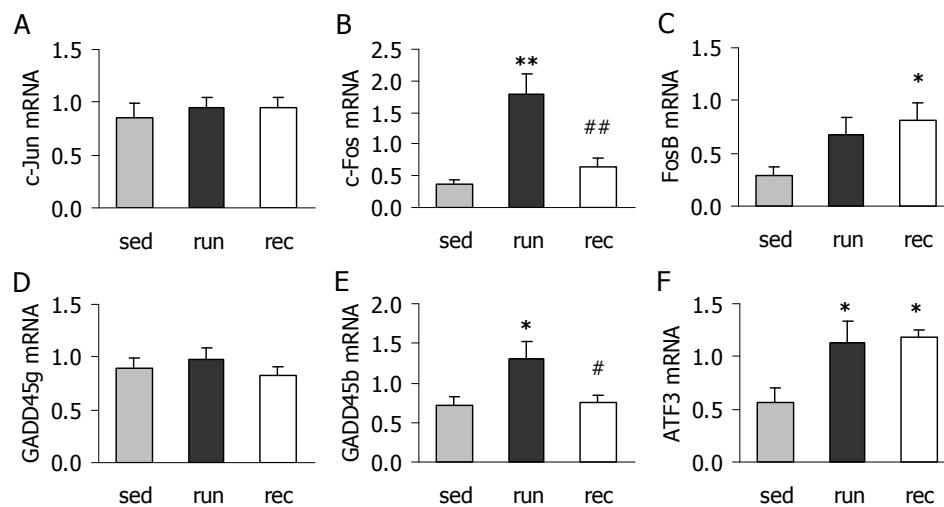 A
c-Jun mRNA
1.5
1.0
0.5
0.0
sed run rec
B
c-Fos mRNA
2.5
2.0
1.5
1.0
0.5
0.0
**
##
sed run rec
C
FosB mRNA
1.5
1.0
0.5
0.0
*
sed run rec
D
GADD45g mRNA
1.5
1.0
0.5
0.0
sed run rec
E
GADD45b mRNA
2.0
1.5
1.0
0.5
0.0
*
#
sed run rec
F
ATF3 mRNA
1.5
1.0
0.5
0.0
* *
sed run rec